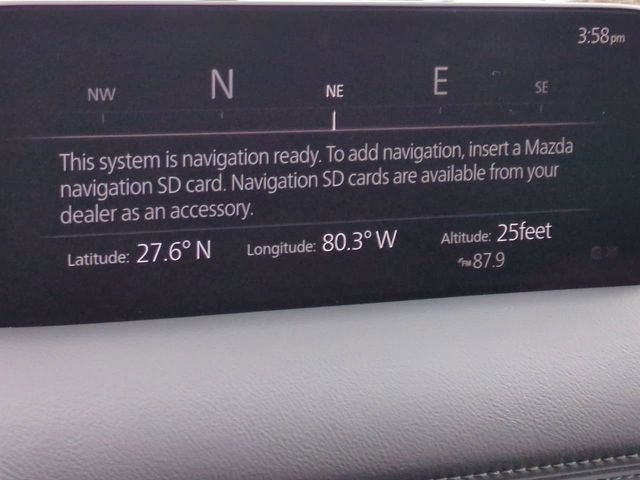 3:58pm
NW N NE E SE
This system is navigation ready. To add navigation, insert a Mazda
navigation SD card. Navigation SD cards are available from your
dealer as an accessory.
Latitude: 27.6° N Longitude: 80.3° W Altitude: 25feet
FM 87.9